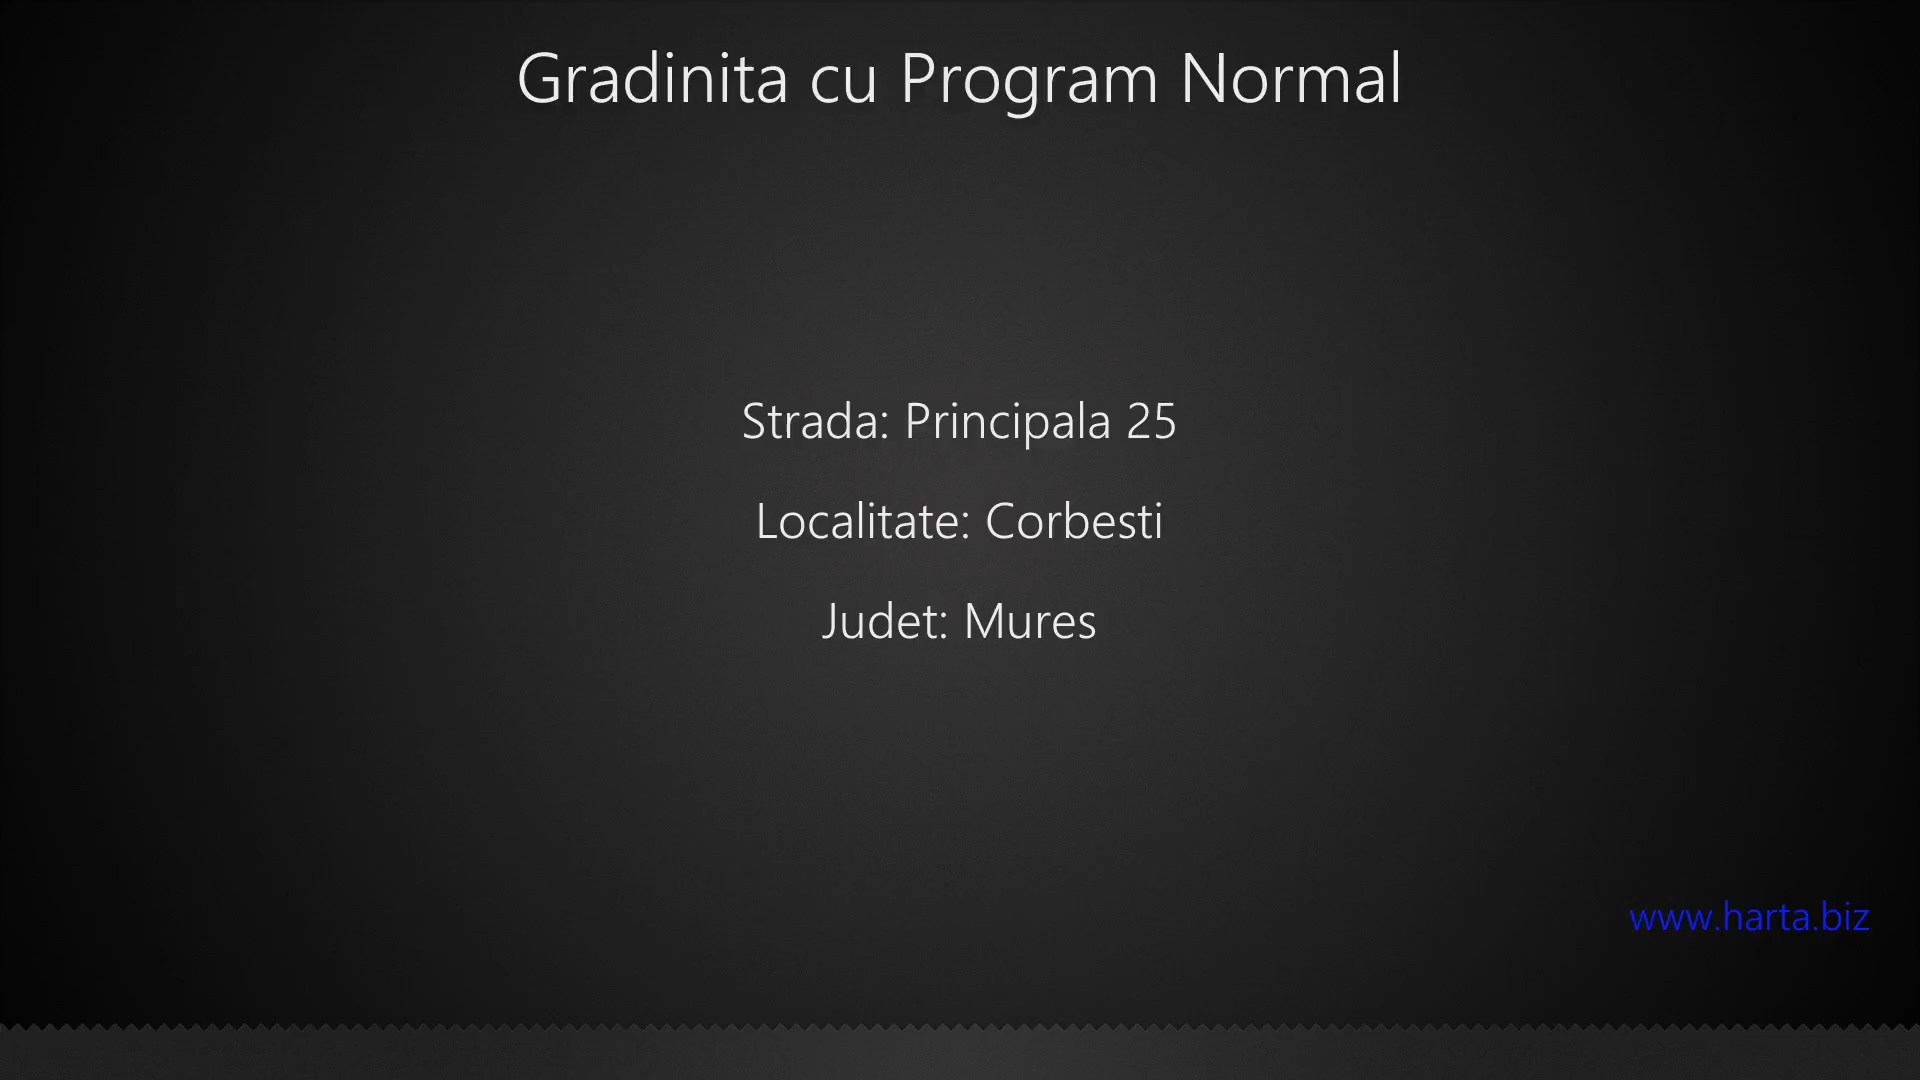 Gradinita cu Program Normal
Strada: Principala 25
Localitate: Corbesti
Judet: Mures
www.harta.biz